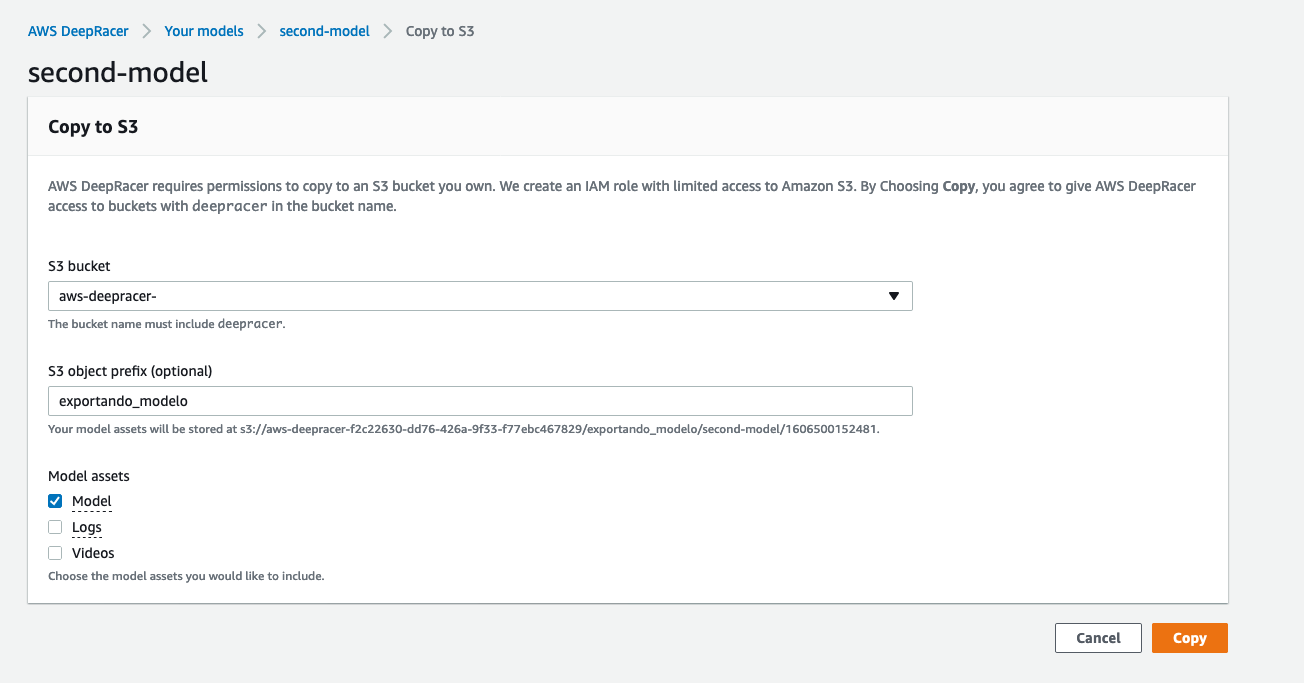 AWS DeepRacer > Your models > second-model > Copy to S3
second-model
Copy to S3
AWS DeepRacer requires permissions to copy to an S3 bucket you own. We create an IAM role with limited access to Amazon S3. By Choosing Copy, you agree to give AWS DeepRacer
access to buckets with deepracer in the bucket name.
S3 bucket
aws-deepracer-
The bucket name must include deepracer.
S3 object prefix (optional)
exportando_modelo
Your model assets will be stored at s3://aws-deepracer-f2c22630-dd76-426a-9f33-f77ebc467829/exportando_modelo/second-model/1606500152481.
Model assets
Model
Logs
Videos
Choose the model assets you would like to include.
Cancel Copy